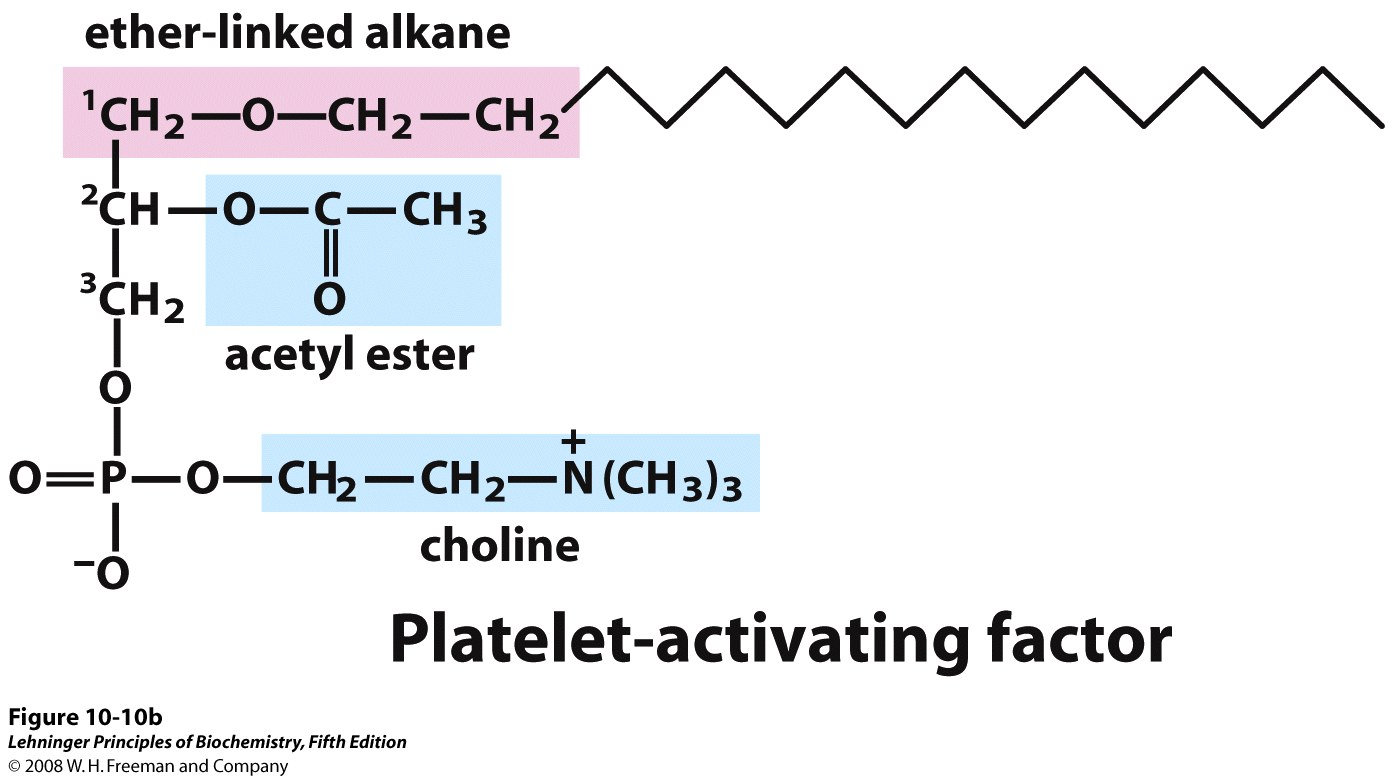 ether-linked alkane
¹CH₂—O—CH₂—CH₂
²CH—O—C—CH₃
O
³CH₂
acetyl ester
O
O=P—O—CH₂—CH₂—N⁺(CH₃)₃
choline
⁻O
Platelet-activating factor
Figure 10-10b
Lehninger Principles of Biochemistry, Fifth Edition
© 2008 W. H. Freeman and Company